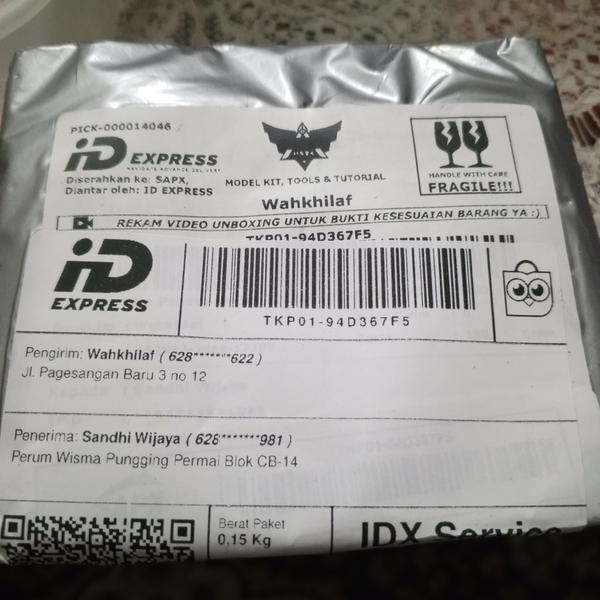 PICK-000014046
iD EXPRESS
Diserahkan ke: SAPX,
Diantar oleh: ID EXPRESS
MODEL KIT, TOOLS & TUTORIAL
Wahkhilaf
HANDLE WITH CARE
FRAGILE!!!
REKAM VIDEO UNBOXING UNTUK BUKTI KESESUAIAN BARANG YA :)
TKP01-94D367F5
iD EXPRESS
TKP01-94D367F5
Pengirim: Wahkhilaf ( 628******622 )
Jl. Pagesangan Baru 3 no 12
Penerima: Sandhi Wijaya ( 628*******981 )
Perum Wisma Pungging Permai Blok CB-14
Berat Paket
0,15 Kg
IDX Service